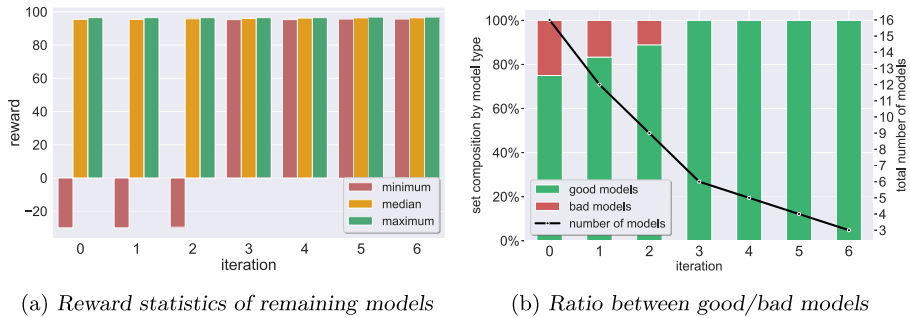 100
80
60
40
20
0
−20
reward
minimum
median
maximum
0 1 2 3 4 5 6
iteration
(a) Reward statistics of remaining models
100%
80%
60%
40%
20%
0%
set composition by model type
good models
bad models
number of models
16
15
14
13
12
11
10
9
8
7
6
5
4
3
total number of models
0 1 2 3 4 5 6
iteration
(b) Ratio between good/bad models